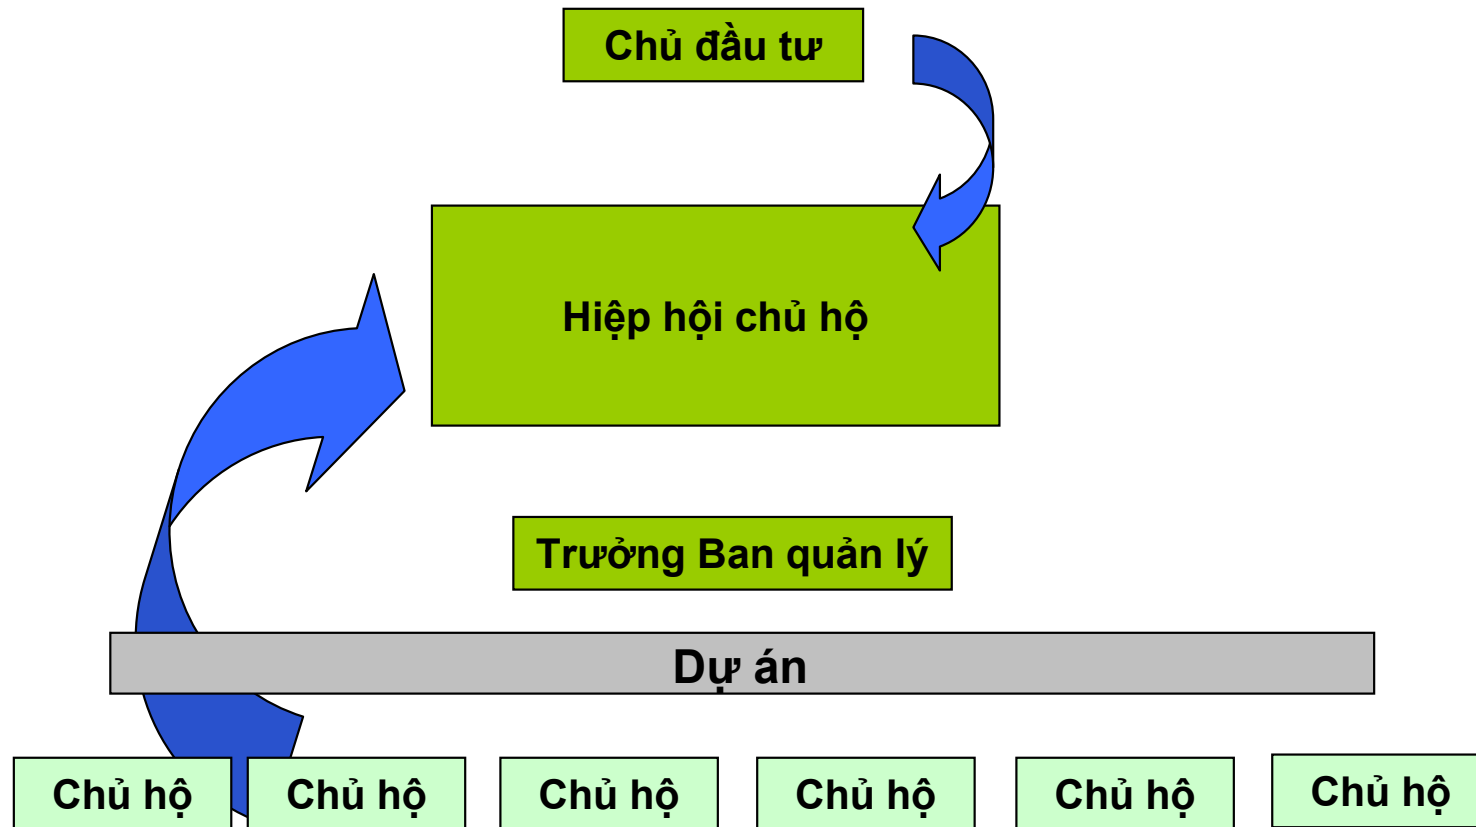 Chủ đầu tư
Hiệp hội chủ hộ
Trưởng Ban quản lý
Dự án
Chủ hộ
Chủ hộ
Chủ hộ
Chủ hộ
Chủ hộ
Chủ hộ